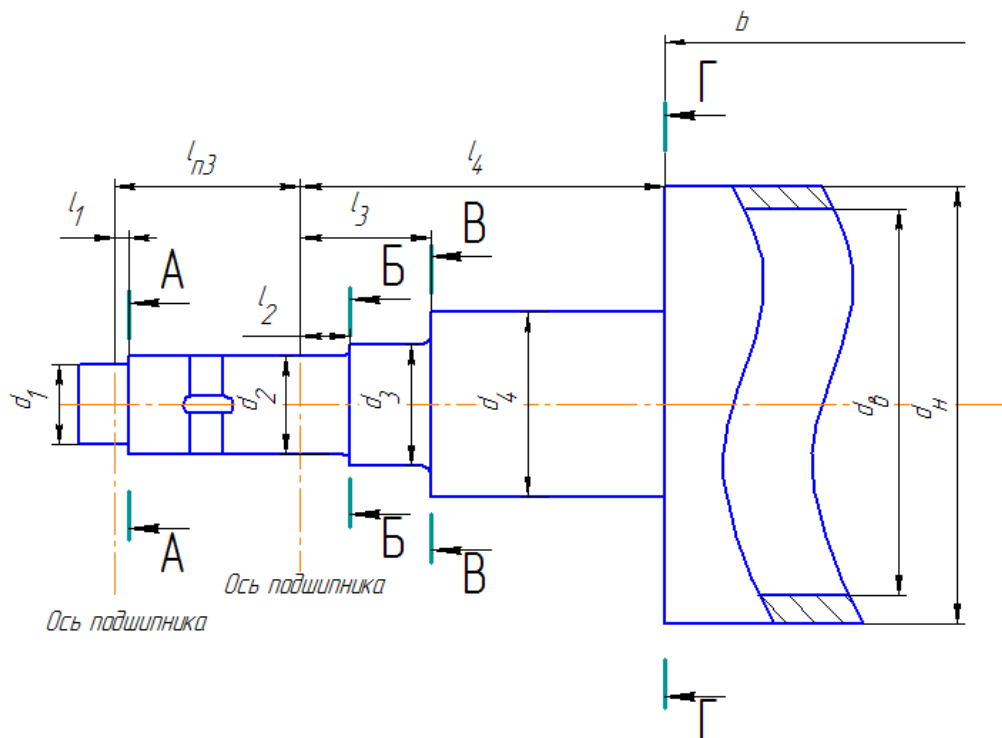 b
Г
l4
lп3
l3
l1
В
А
Б
l2
d1
d2
d3
d4
dв
dн
А
Б
В
Ось подшипника
Ось подшипника
Г